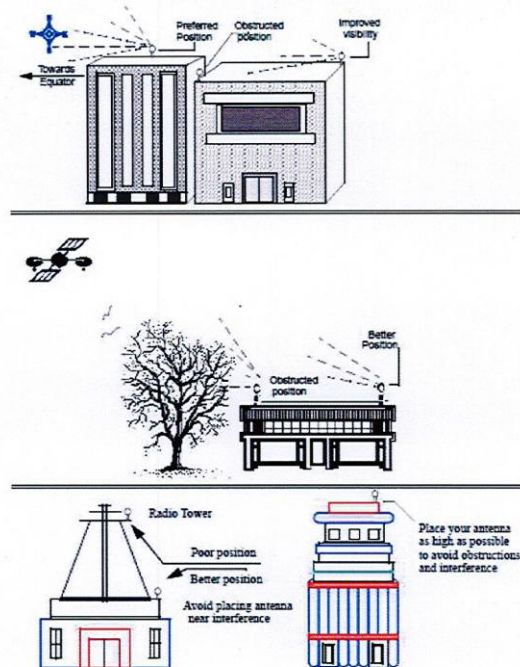 Preferred
Position
Obstructed
position
Improved
visibility
Towards
Equator
Better
Position
Obstructed
position
Radio Tower
Poor position
Better position
Avoid placing antenna
near interference
Place your antenna
as high as possible
to avoid obstructions
and interference